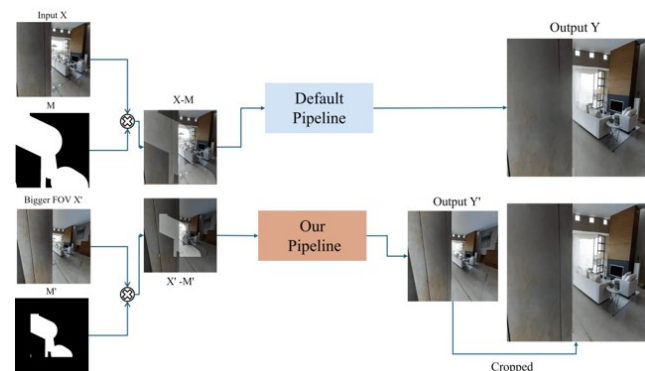 Input X
Output Y
M
X-M
Default
Pipeline
Bigger FOV X'
Output Y'
Our
Pipeline
M'
X' -M'
Cropped